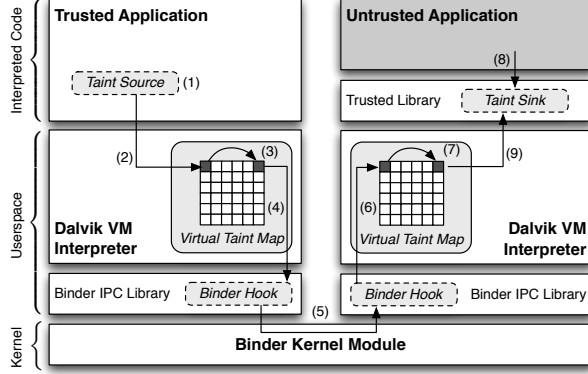 Interpreted Code
Trusted Application
Untrusted Application
Taint Source
(1)
(8)
Trusted Library
Taint Sink
Userspace
(2)
(3)
(4)
Virtual Taint Map
Dalvik VM
Interpreter
(6)
(7)
(9)
Virtual Taint Map
Dalvik VM
Interpreter
Binder IPC Library
Binder Hook
(5)
Binder Hook
Binder IPC Library
Kernel
Binder Kernel Module